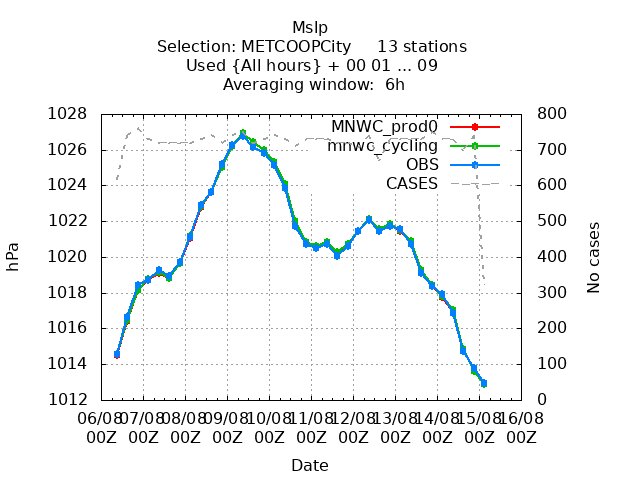 Mslp
Selection: METCOOPCity     13 stations
Used {All hours} + 00 01 ... 09
Averaging window:  6h
1028
1026
1024
1022
1020
1018
1016
1014
1012
hPa
800
700
600
500
400
300
200
100
0
No cases
MNWC_prod0
mnwc_cycling
OBS
CASES
06/08 07/08 08/08 09/08 10/08 11/08 12/08 13/08 14/08 15/08 16/08
00Z 00Z 00Z 00Z 00Z 00Z 00Z 00Z 00Z 00Z 00Z
Date